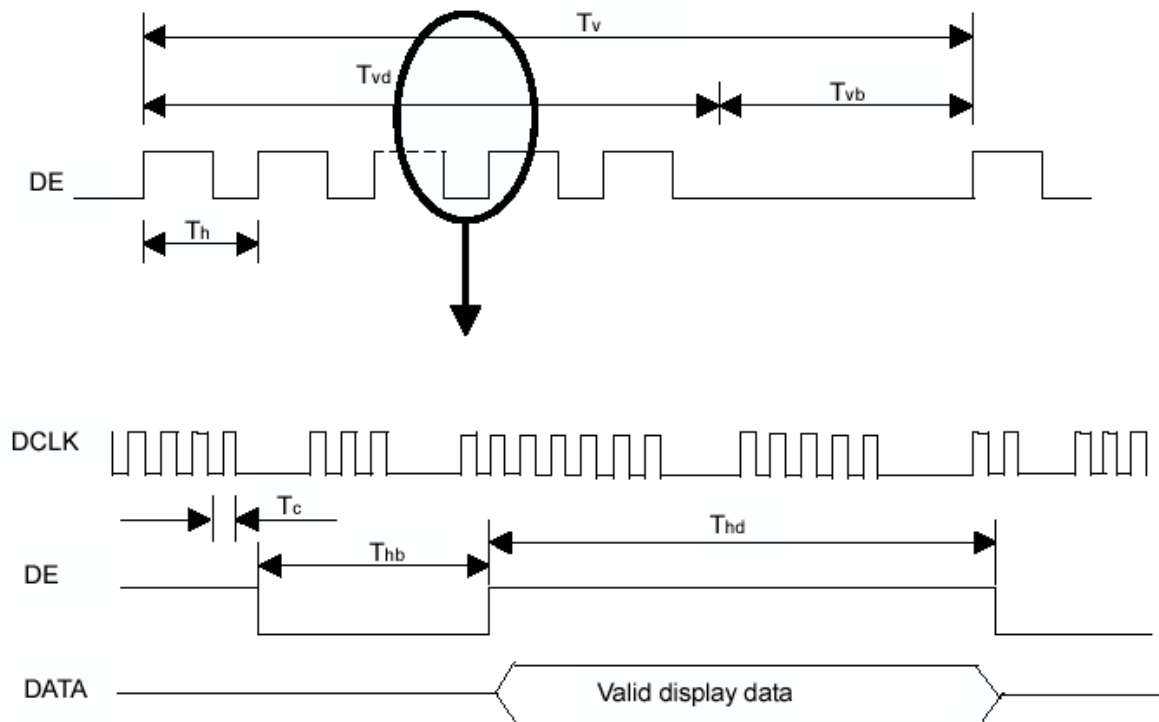 Tv
Tvd
Tvb
DE
Th
DCLK
Tc
Thd
Thb
DE
DATA
Valid display data